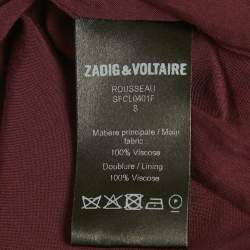 ZADIG&VOLTAIRE
ROUSSEAU
SFCL0401F
S
Matière principale / Main
fabric
100% Viscose
Doublure / Lining
100% Viscose